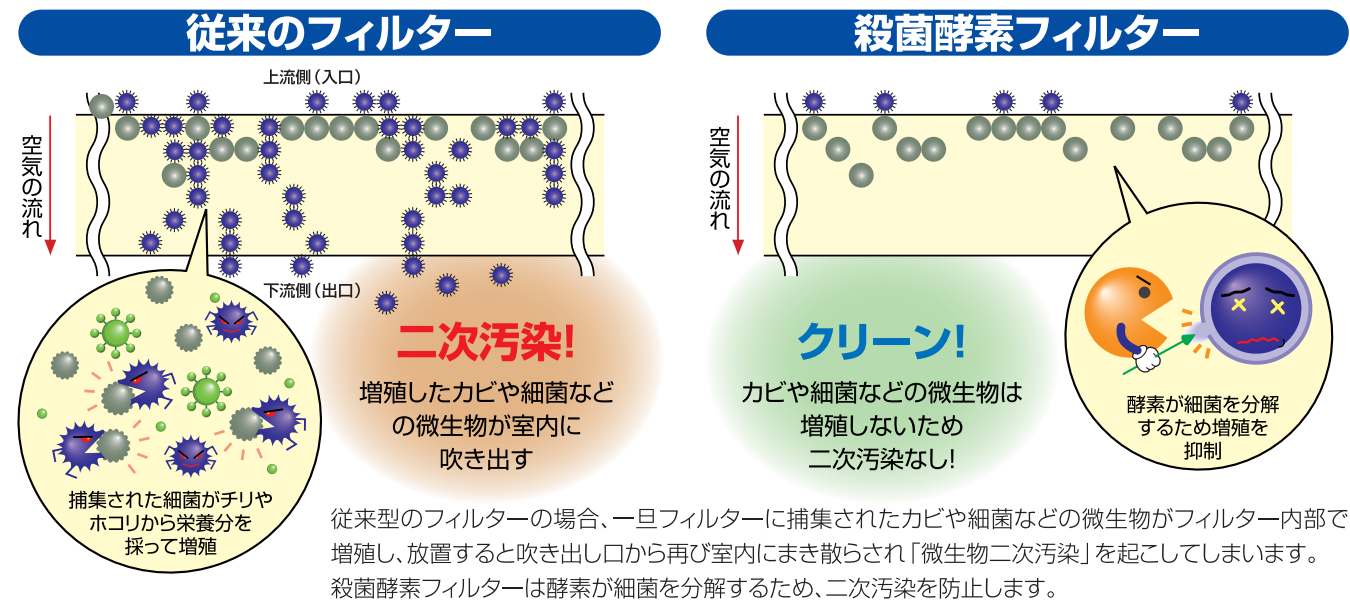 従来のフィルター
上流側(入口)
空気の流れ
下流側(出口)
二次汚染!
増殖したカビや細菌など
の微生物が室内に
吹き出す
捕集された細菌がチリや
ホコリから栄養分を
採って増殖
殺菌酵素フィルター
空気の流れ
クリーン!
カビや細菌などの微生物は
増殖しないため
二次汚染なし!
酵素が細菌を分解
するため増殖を
抑制
従来型のフィルターの場合、一旦フィルターに捕集されたカビや細菌などの微生物がフィルター内部で
増殖し、放置すると吹き出し口から再び室内にまき散らされ「微生物二次汚染」を起こしてしまいます。
殺菌酵素フィルターは酵素が細菌を分解するため、二次汚染を防止します。